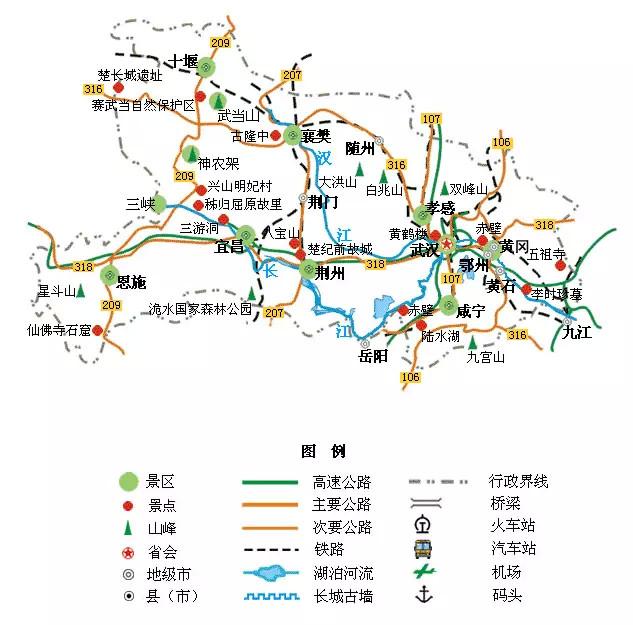 209
十堰
楚长城遗址
207
316
赛武当自然保护区
武当山
107
古隆中
襄樊
106
汉
随州
神农架
316
大洪山
白兆山
双峰山
209
兴山明妃村
三峡
秭归屈原故里
荆门
孝感
318
三游洞
八宝山
江
黄鹤楼
赤壁
宜昌
楚纪前故城
武汉
黄冈
五祖寺
318
长
荆州
318
鄂州
恩施
107
黄石
星斗山
洈水国家森林公园
李时珍墓
209
207
赤壁
咸宁
仙佛寺石窟
江
陆水湖
九江
岳阳
九宫山
316
106
图 例
景区
高速公路
行政界线
景点
主要公路
桥梁
山峰
次要公路
火车站
省会
铁路
汽车站
地级市
湖泊河流
机场
县（市）
长城古墙
码头